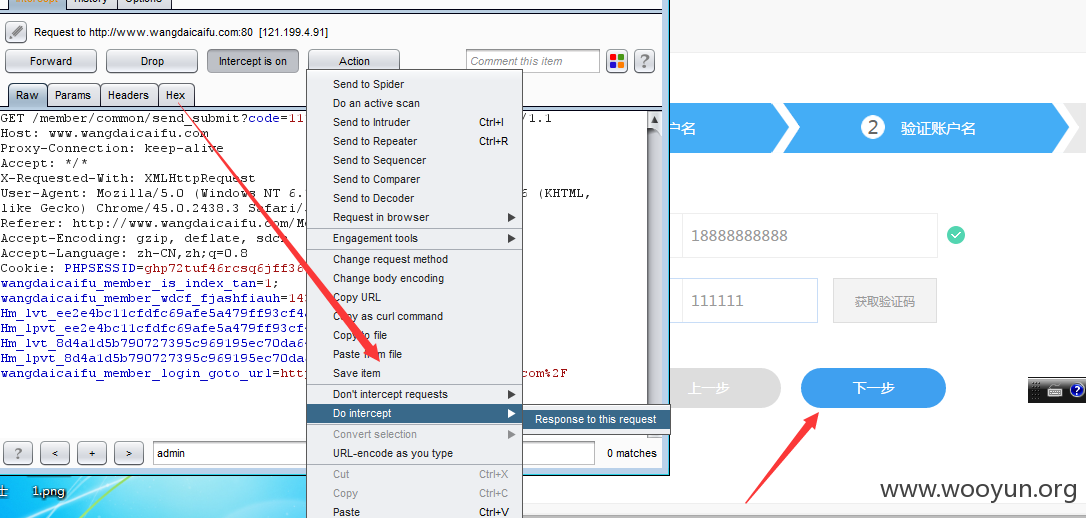 Intercept History Options
Request to http://www.wangdaicaifu.com:80 [121.199.4.91]
Forward Drop Intercept is on Action Comment this item ?
Raw Params Headers Hex
GET /member/common/send_submit?code=11 /1.1
Host: www.wangdaicaifu.com
Proxy-Connection: keep-alive
Accept: */*
X-Requested-With: XMLHttpRequest
User-Agent: Mozilla/5.0 (Windows NT 6. 6 (KHTML,
like Gecko) Chrome/45.0.2438.3 Safari/
Referer: http://www.wangdaicaifu.com/M
Accept-Encoding: gzip, deflate, sdch
Accept-Language: zh-CN,zh;q=0.8
Cookie: PHPSESSID=ghp72tuf46rcsq6jff36
wangdaicaifu_member_is_index_tan=1;
wangdaicaifu_member_wdcf_fjashfiauh=14
Hm_lvt_ee2e4bc11cfdfc69afe5a479ff93cf4
Hm_lpvt_ee2e4bc11cfdfc69afe5a479ff93cf
Hm_lvt_8d4a1d5b790727395c969195ec70da
Hm_lpvt_8d4a1d5b790727395c969195ec70da
wangdaicaifu_member_login_goto_url=http om%2F
? < + > admin 0 matches
Send to Spider
Do an active scan
Send to Intruder Ctrl+I
Send to Repeater Ctrl+R
Send to Sequencer
Send to Comparer
Send to Decoder
Request in browser
Engagement tools
Change request method
Change body encoding
Copy URL
Copy as curl command
Copy to file
Paste from file
Save item
Don't intercept requests
Do intercept
Response to this request
Convert selection
URL-encode as you type
Cut Ctrl+X
Copy Ctrl+C
Paste Ctrl+V
户名 2 验证账户名
18888888888
111111 获取验证码
上一步 下一步
?
士 1.png
www.wooyun.org